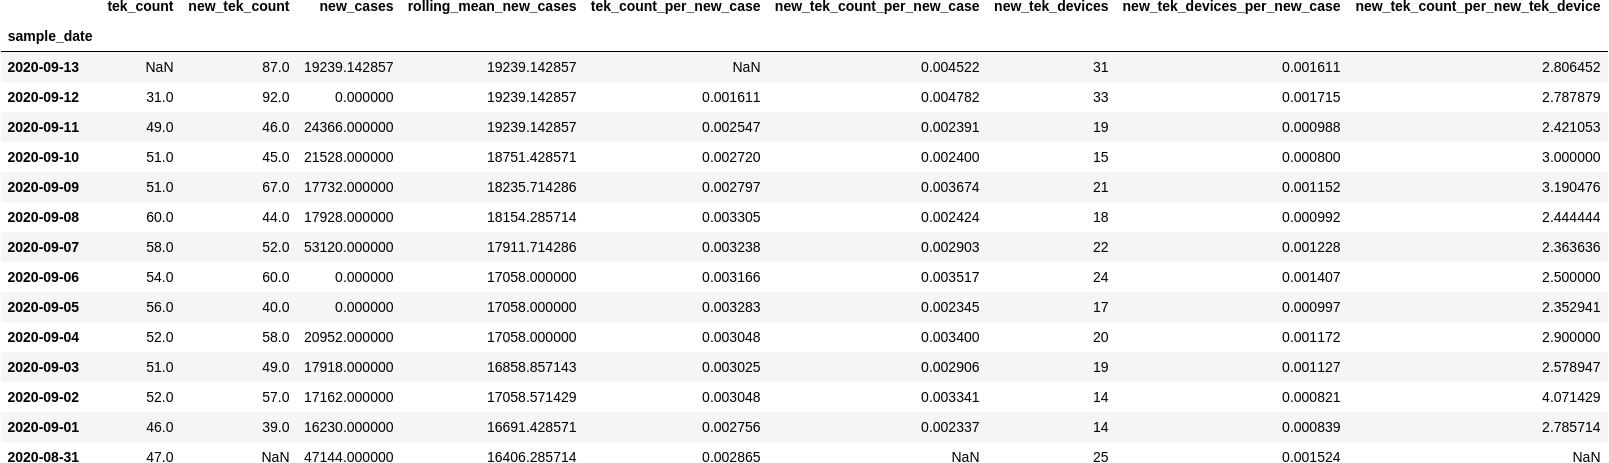 tek_count new_tek_count new_cases rolling_mean_new_cases tek_count_per_new_case new_tek_count_per_new_case new_tek_devices new_tek_devices_per_new_case new_tek_count_per_new_tek_device
sample_date
2020-09-13 NaN 87.0 19239.142857 19239.142857 NaN 0.004522 31 0.001611 2.806452
2020-09-12 31.0 92.0 0.000000 19239.142857 0.001611 0.004782 33 0.001715 2.787879
2020-09-11 49.0 46.0 24366.000000 19239.142857 0.002547 0.002391 19 0.000988 2.421053
2020-09-10 51.0 45.0 21528.000000 18751.428571 0.002720 0.002400 15 0.000800 3.000000
2020-09-09 51.0 67.0 17732.000000 18235.714286 0.002797 0.003674 21 0.001152 3.190476
2020-09-08 60.0 44.0 17928.000000 18154.285714 0.003305 0.002424 18 0.000992 2.444444
2020-09-07 58.0 52.0 53120.000000 17911.714286 0.003238 0.002903 22 0.001228 2.363636
2020-09-06 54.0 60.0 0.000000 17058.000000 0.003166 0.003517 24 0.001407 2.500000
2020-09-05 56.0 40.0 0.000000 17058.000000 0.003283 0.002345 17 0.000997 2.352941
2020-09-04 52.0 58.0 20952.000000 17058.000000 0.003048 0.003400 20 0.001172 2.900000
2020-09-03 51.0 49.0 17918.000000 16858.857143 0.003025 0.002906 19 0.001127 2.578947
2020-09-02 52.0 57.0 17162.000000 17058.571429 0.003048 0.003341 14 0.000821 4.071429
2020-09-01 46.0 39.0 16230.000000 16691.428571 0.002756 0.002337 14 0.000839 2.785714
2020-08-31 47.0 NaN 47144.000000 16406.285714 0.002865 NaN 25 0.001524 NaN